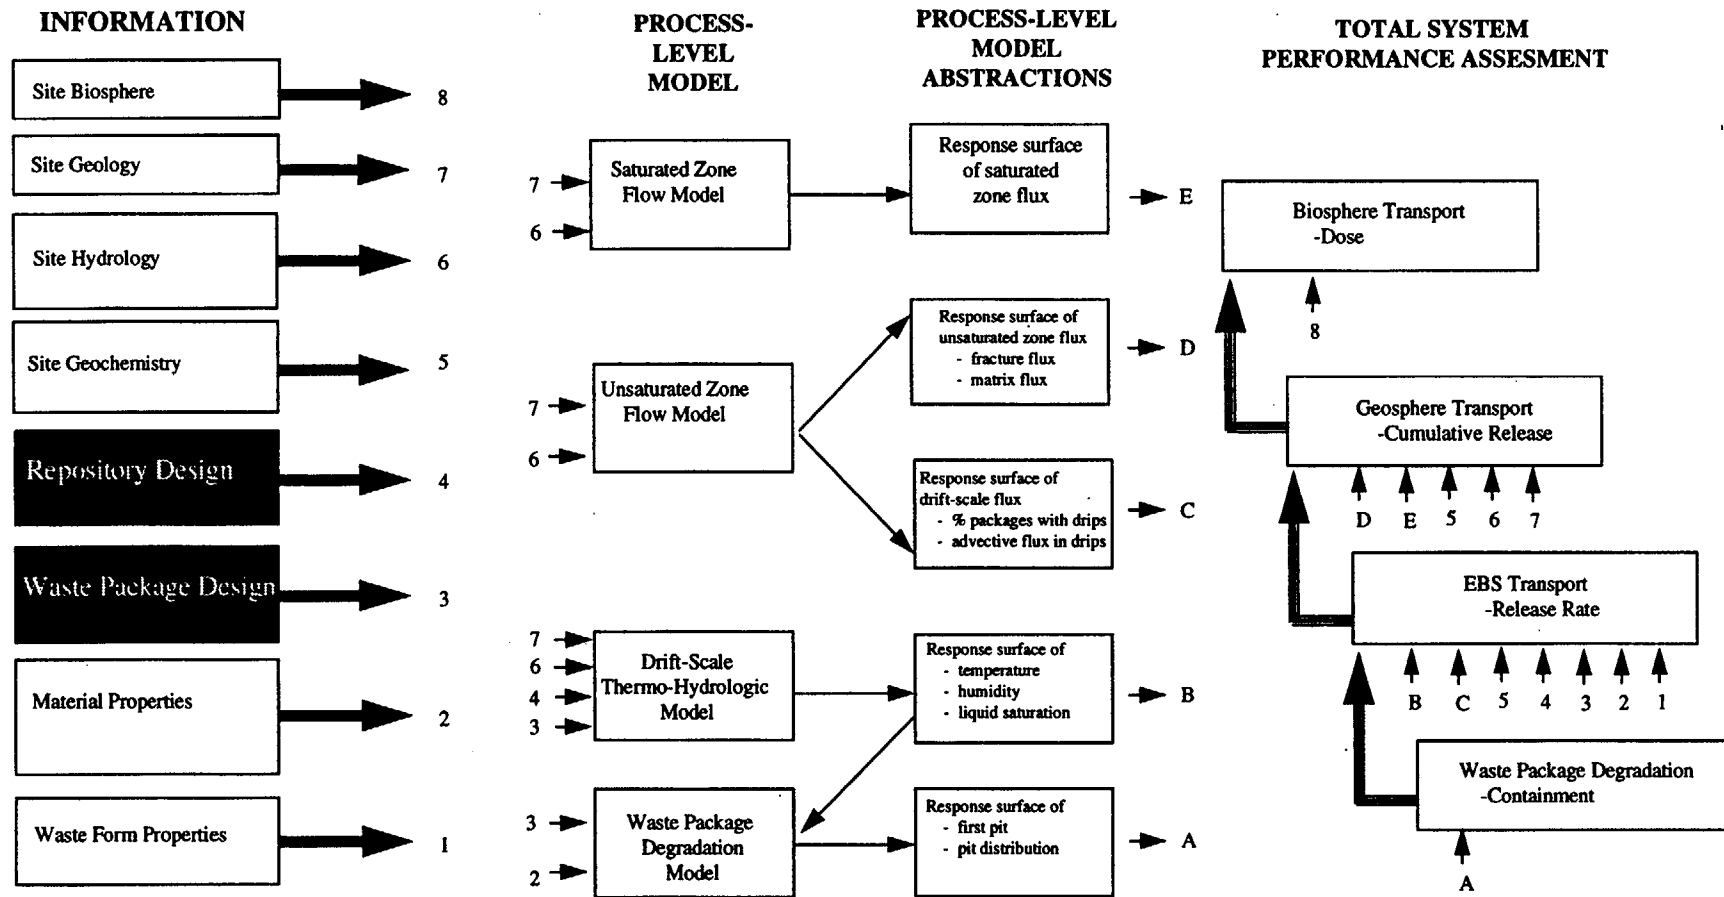 INFORMATION
Site Biosphere
8
Site Geology
7
Site Hydrology
6
Site Geochemistry
5
Repository Design
4
Waste Package Design
3
Material Properties
2
Waste Form Properties
1
PROCESS-
LEVEL
MODEL
7
6
Saturated Zone
Flow Model
7
6
Unsaturated Zone
Flow Model
7
6
4
3
Drift-Scale
Thermo-Hydrologic
Model
3
2
Waste Package
Degradation
Model
PROCESS-LEVEL
MODEL
ABSTRACTIONS
Response surface
of saturated
zone flux
E
Response surface of
unsaturated zone flux
- fracture flux
- matrix flux
D
Response surface of
drift-scale flux
- % packages with drips
- advective flux in drips
C
Response surface of
- temperature
- humidity
- liquid saturation
B
Response surface of
- first pit
- pit distribution
A
TOTAL SYSTEM
PERFORMANCE ASSESMENT
Biosphere Transport
-Dose
8
Geosphere Transport
-Cumulative Release
D E 5 6 7
EBS Transport
-Release Rate
B C 5 4 3 2 1
Waste Package Degradation
-Containment
A